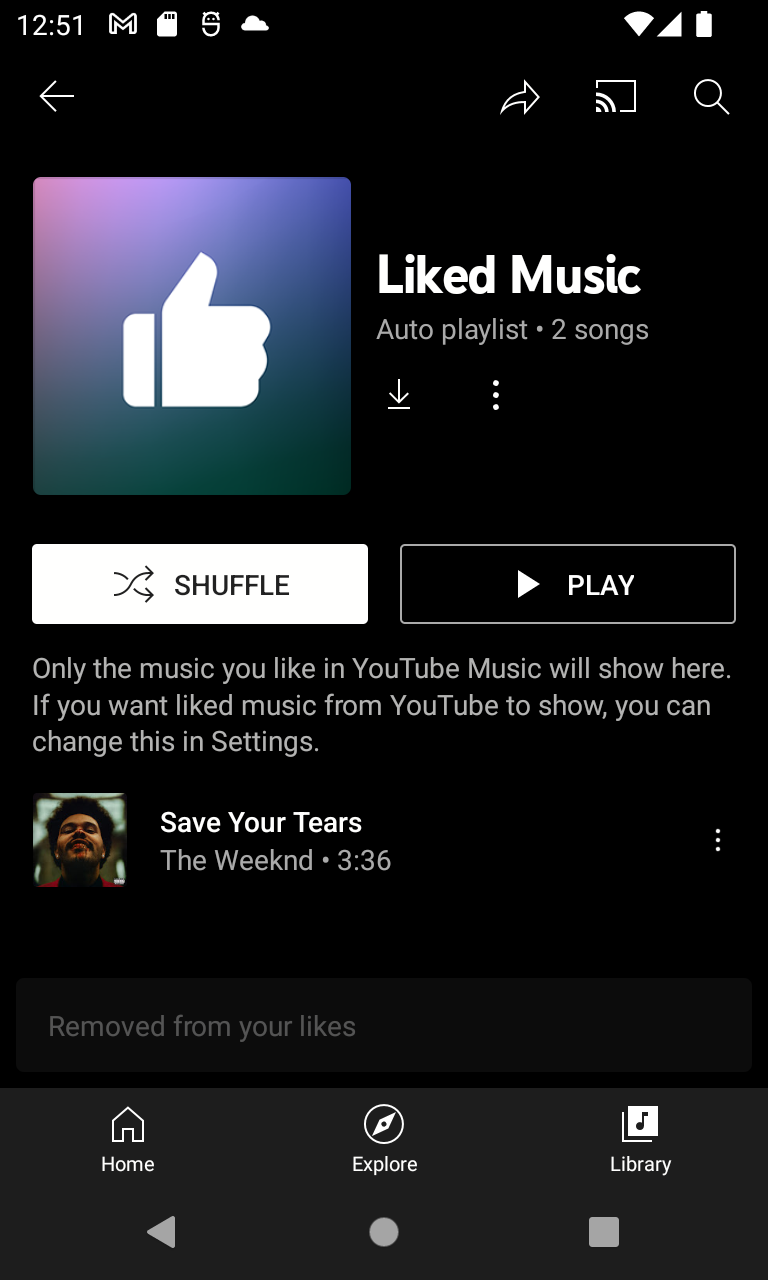 12:51
Liked Music
Auto playlist • 2 songs
SHUFFLE
PLAY
Only the music you like in YouTube Music will show here.
If you want liked music from YouTube to show, you can
change this in Settings.
Save Your Tears
The Weeknd • 3:36
Removed from your likes
Home
Explore
Library